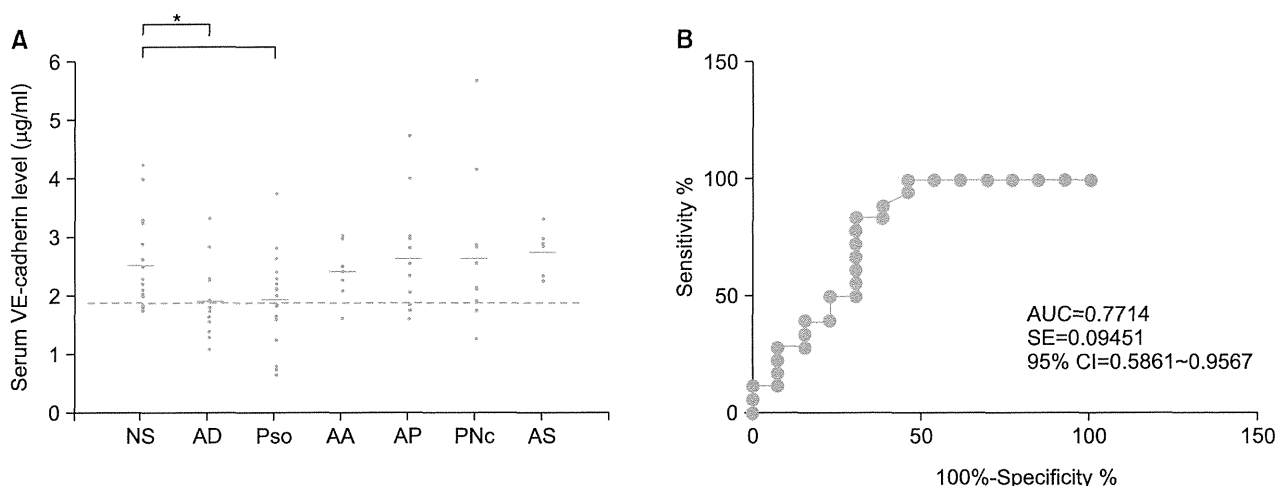 A
*
Serum VE-cadherin level (μg/ml)
6
5
4
3
2
1
0
NS AD Pso AA AP PNc AS
B
Sensitivity %
150
100
50
0
AUC=0.7714
SE=0.09451
95% CI=0.5861~0.9567
0 50 100 150
100%-Specificity %